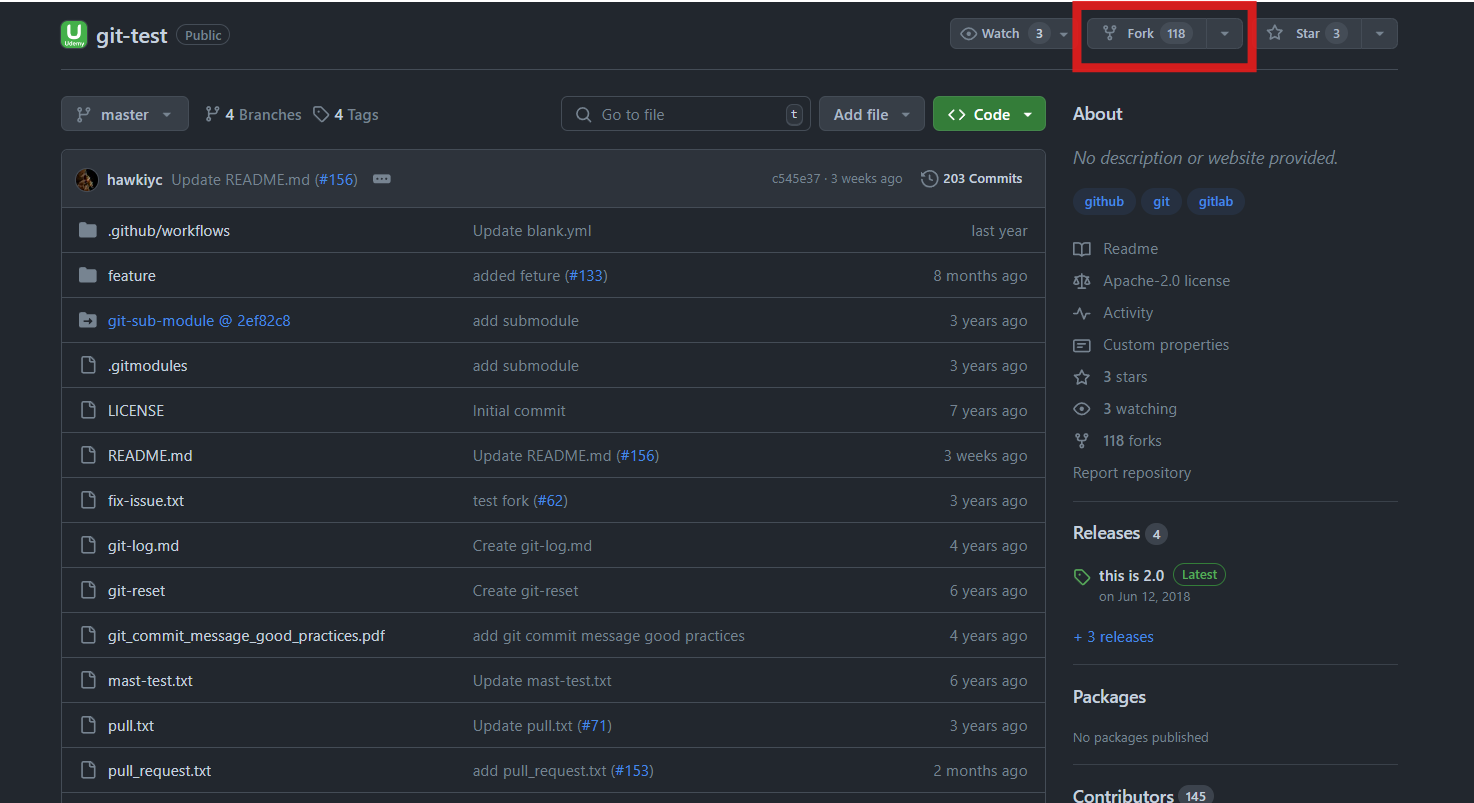 U Udemy git-test Public Watch 3 Fork 118 Star 3
master 4 Branches 4 Tags Go to file t Add file <> Code
hawkiyc Update README.md (#156) c545e37 · 3 weeks ago 203 Commits
.github/workflows Update blank.yml last year
feature added feture (#133) 8 months ago
git-sub-module @ 2ef82c8 add submodule 3 years ago
.gitmodules add submodule 3 years ago
LICENSE Initial commit 7 years ago
README.md Update README.md (#156) 3 weeks ago
fix-issue.txt test fork (#62) 3 years ago
git-log.md Create git-log.md 4 years ago
git-reset Create git-reset 6 years ago
git_commit_message_good_practices.pdf add git commit message good practices 4 years ago
mast-test.txt Update mast-test.txt 6 years ago
pull.txt Update pull.txt (#71) 3 years ago
pull_request.txt add pull_request.txt (#153) 2 months ago
About
No description or website provided.
github git gitlab
Readme
Apache-2.0 license
Activity
Custom properties
3 stars
3 watching
118 forks
Report repository
Releases 4
this is 2.0 Latest
on Jun 12, 2018
+ 3 releases
Packages
No packages published
Contributors 145